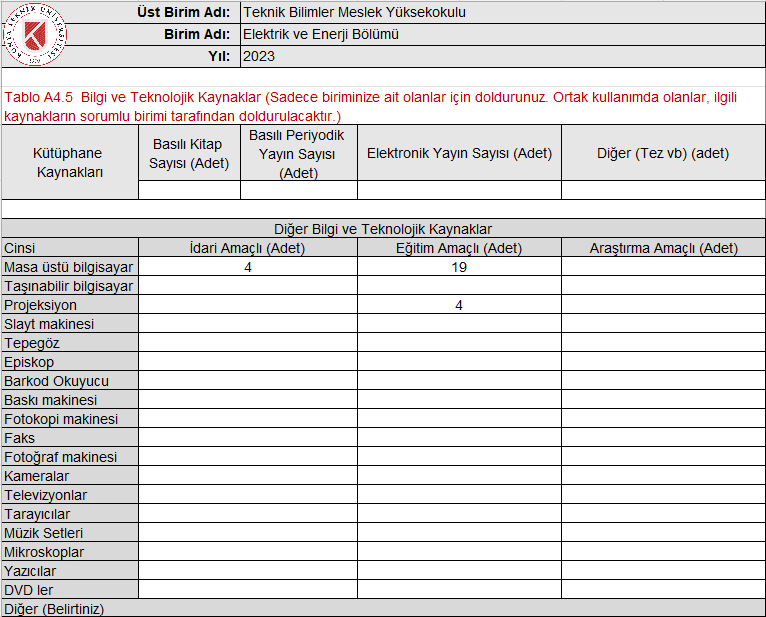 KONYA TEKNİK ÜNİVERSİTESİ
Üst Birim Adı: Teknik Bilimler Meslek Yüksekokulu
Birim Adı: Elektrik ve Enerji Bölümü
Yıl: 2023
Tablo A4.5 Bilgi ve Teknolojik Kaynaklar (Sadece biriminize ait olanlar için doldurunuz. Ortak kullanımda olanlar, ilgili
kaynakların sorumlu birimi tarafından doldurulacaktır.)
Kütüphane
Kaynakları
Basılı Kitap
Sayısı (Adet)
Basılı Periyodik
Yayın Sayısı
(Adet)
Elektronik Yayın Sayısı (Adet)
Diğer (Tez vb) (adet)
Diğer Bilgi ve Teknolojik Kaynaklar
Cinsi İdari Amaçlı (Adet) Eğitim Amaçlı (Adet) Araştırma Amaçlı (Adet)
Masa üstü bilgisayar 4 19
Taşınabilir bilgisayar
Projeksiyon 4
Slayt makinesi
Tepegöz
Episkop
Barkod Okuyucu
Baskı makinesi
Fotokopi makinesi
Faks
Fotoğraf makinesi
Kameralar
Televizyonlar
Tarayıcılar
Müzik Setleri
Mikroskoplar
Yazıcılar
DVD ler
Diğer (Belirtiniz)